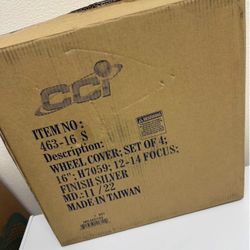 CCI
ITEM NO:
463-16 S
Description:
WHEEL COVER; SET OF 4;
16"; H7059; 12-14 FOCUS;
FINISH SILVER
MD.:11 / 22
MADE IN TAIWAN